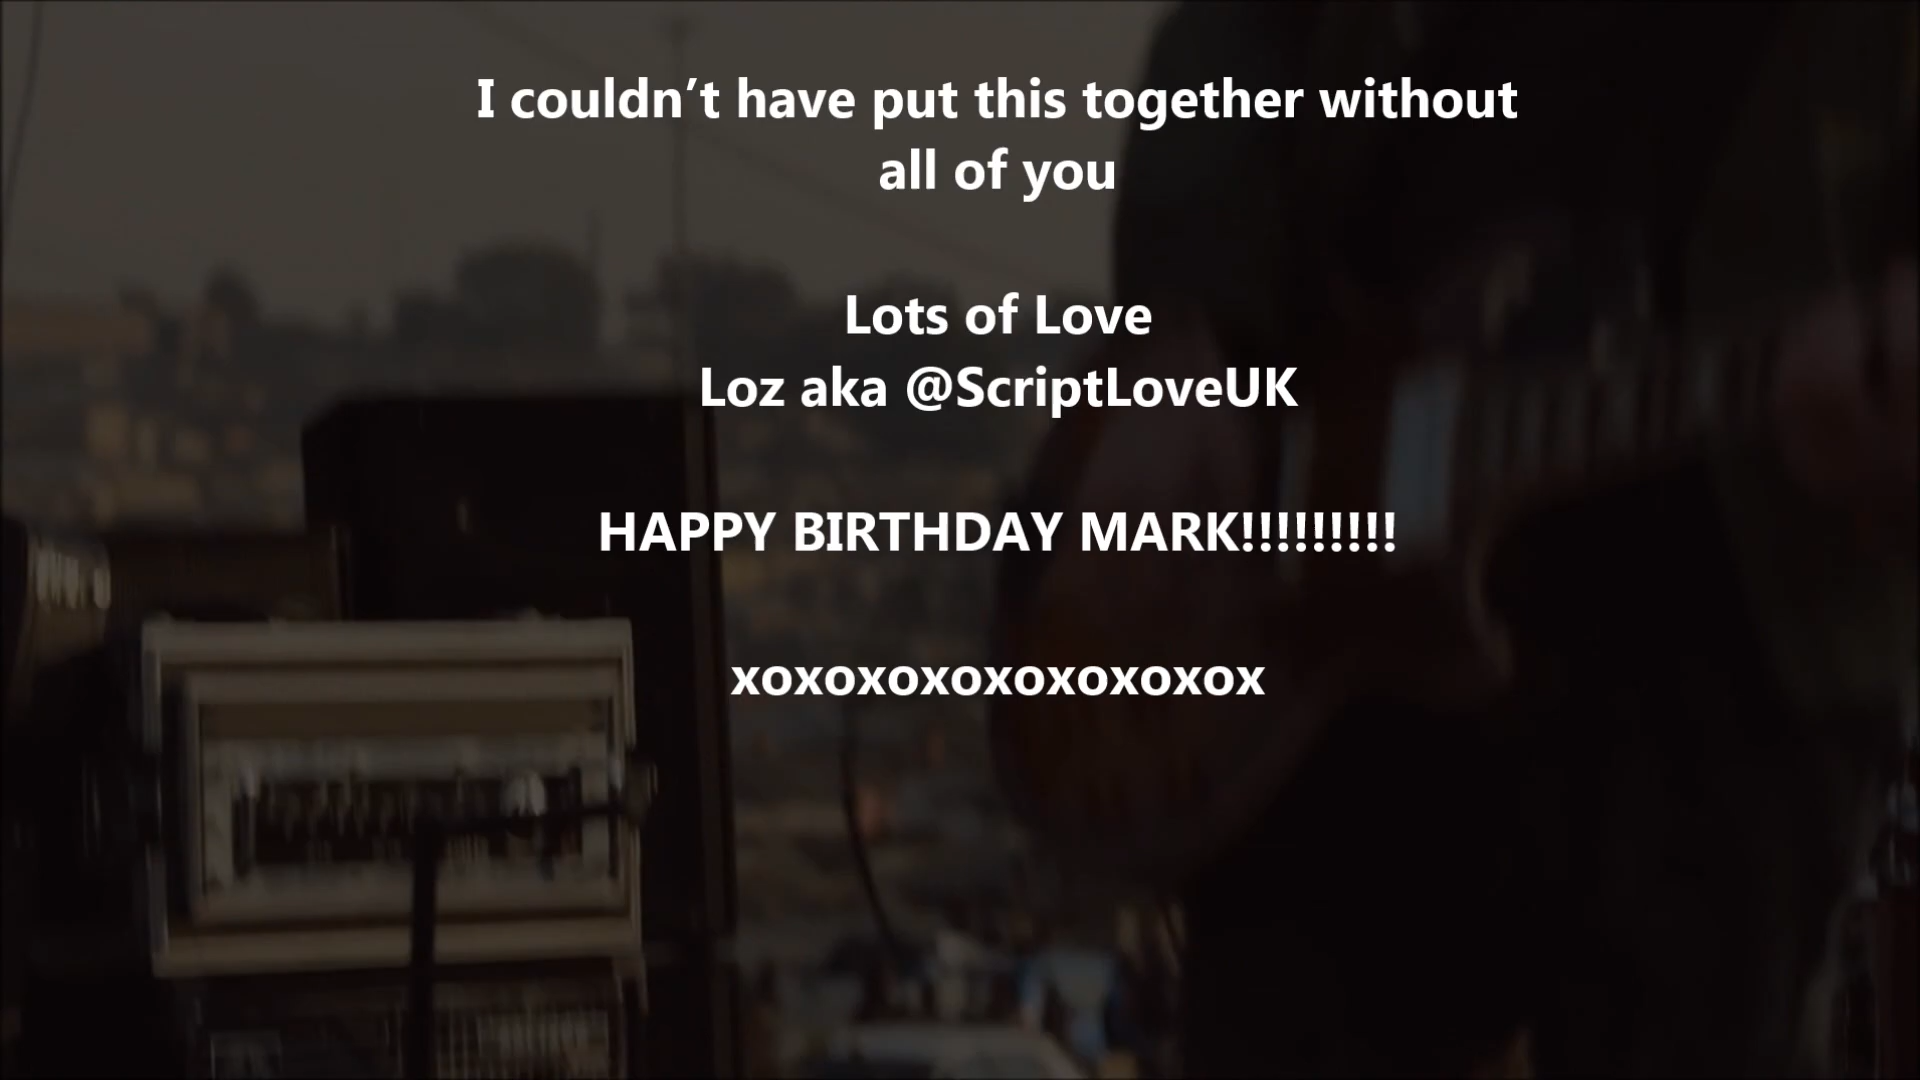 I couldn’t have put this together without
all of you
Lots of Love
Loz aka @ScriptLoveUK
HAPPY BIRTHDAY MARK!!!!!!!!!
xoxoxoxoxoxoxoxox